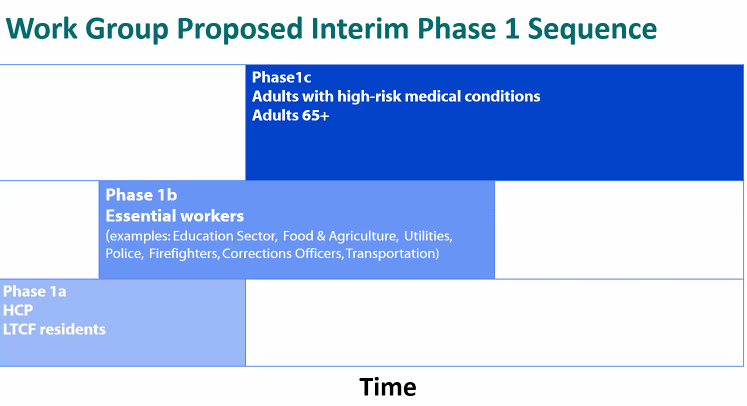 Work Group Proposed Interim Phase 1 Sequence
Phase1c
Adults with high-risk medical conditions
Adults 65+
Phase 1b
Essential workers
(examples: Education Sector, Food & Agriculture, Utilities,
Police, Firefighters, Corrections Officers, Transportation)
Phase 1a
HCP
LTCF residents
Time